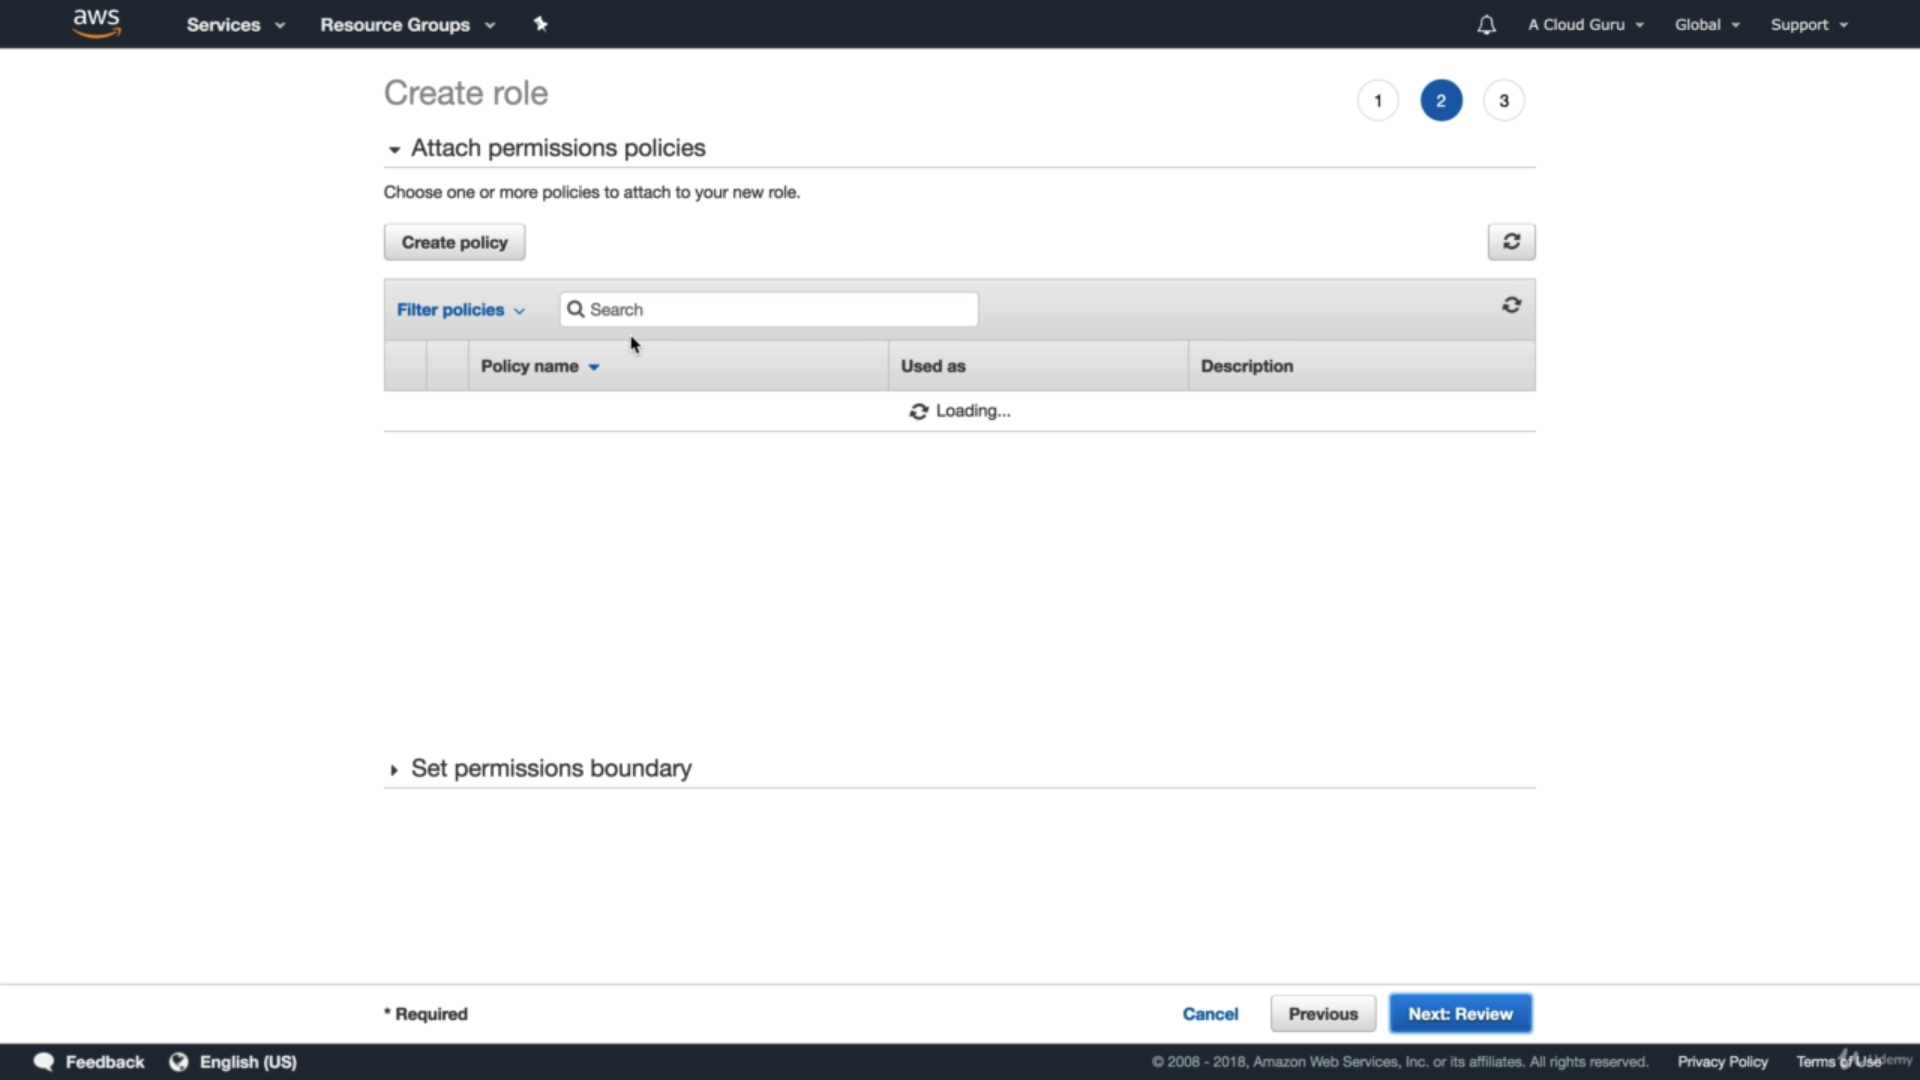 aws
Services
Resource Groups
A Cloud Guru
Global
Support
Create role
1
2
3
Attach permissions policies
Choose one or more policies to attach to your new role.
Create policy
Filter policies
Search
Policy name
Used as
Description
Loading...
Set permissions boundary
* Required
Cancel
Previous
Next: Review
Feedback
English (US)
© 2008 - 2018, Amazon Web Services, Inc. or its affiliates. All rights reserved.
Privacy Policy
Terms of Use